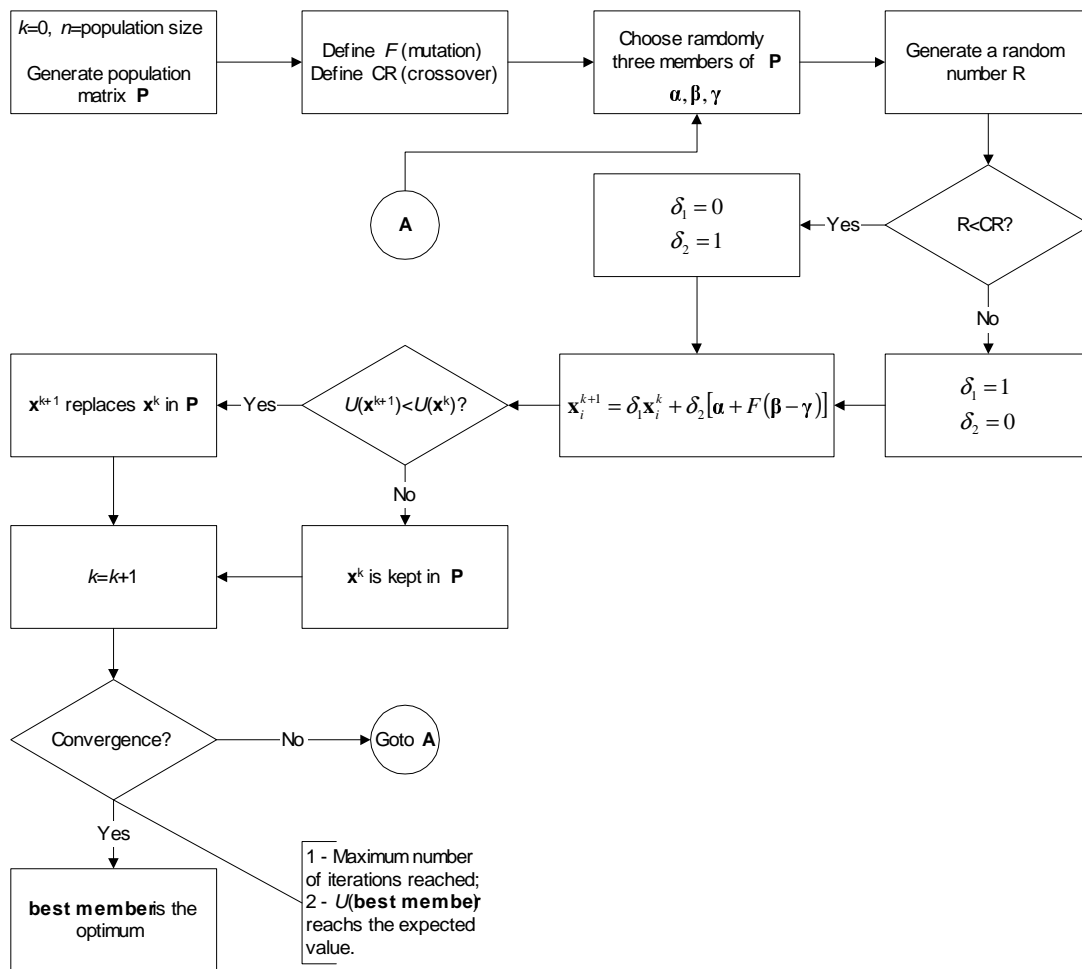 k=0, n=population size
Generate population
matrix P
Define F (mutation)
Define CR (crossover)
Choose ramdomly
three members of P
α, β, γ
Generate a random
number R
A
δ₁ = 0
δ₂ = 1
Yes
R<CR?
No
xᵏ⁺¹ replaces xᵏ in P
Yes
U(xᵏ⁺¹)<U(xᵏ)?
xᵢᵏ⁺¹ = δ₁xᵢᵏ + δ₂[α + F(β − γ)]
δ₁ = 1
δ₂ = 0
No
k=k+1
xᵏ is kept in P
Convergence?
No
Goto A
Yes
best member is the
optimum
1 - Maximum number
of iterations reached;
2 - U(best member)
reachs the expected
value.